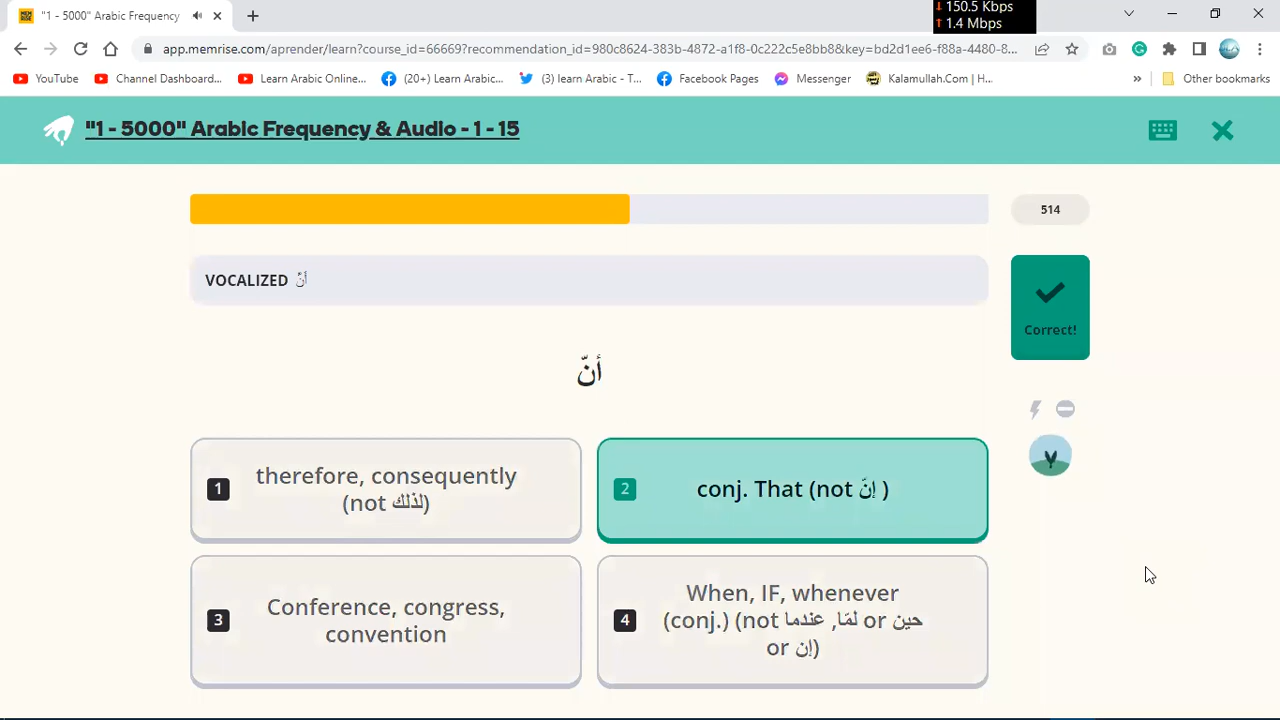 "1 - 5000" Arabic Frequency
150.5 Kbps
1.4 Mbps
app.memrise.com/aprender/learn?course_id=66669?recommendation_id=980c8624-383b-4872-a1f8-0c222c5e8bb8&key=bd2d1ee6-f88a-4480-8...
YouTube
Channel Dashboard...
Learn Arabic Online...
(20+) Learn Arabic...
(3) learn Arabic - T...
Facebook Pages
Messenger
Kalamullah.Com | H...
»
Other bookmarks
"1 - 5000" Arabic Frequency & Audio - 1 - 15
514
VOCALIZED أنّ
Correct!
أنّ
1
therefore, consequently
(not لذلك)
2
conj. That (not إنّ )
3
Conference, congress,
convention
4
When, IF, whenever
(conj.) (not لمّا, عندما or حين
or إن)